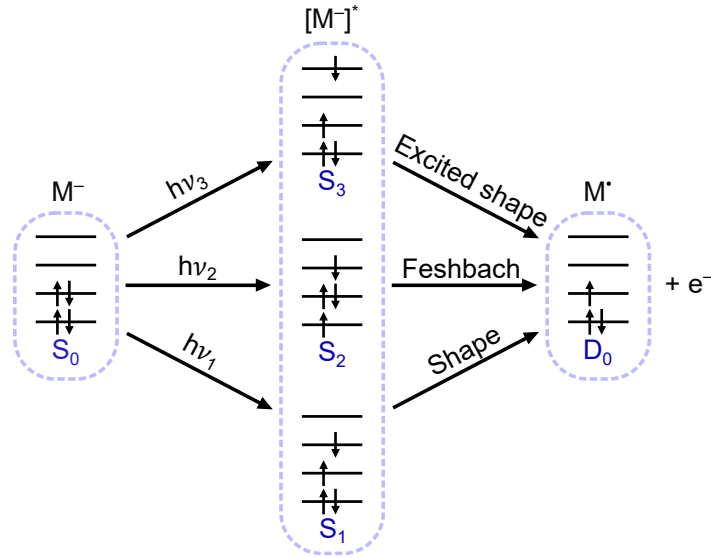 [M⁻]*
M⁻
M•
hν₃
S₃
Excited shape
hν₂
Feshbach
+ e⁻
S₀
S₂
D₀
hν₁
Shape
S₁